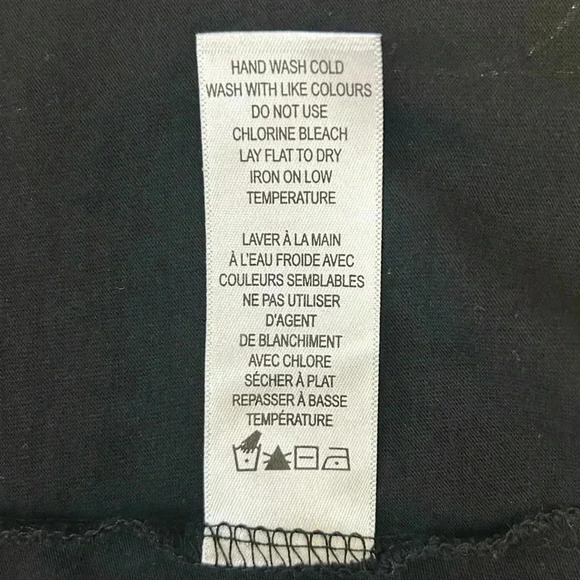 HAND WASH COLD
WASH WITH LIKE COLOURS
DO NOT USE
CHLORINE BLEACH
LAY FLAT TO DRY
IRON ON LOW
TEMPERATURE
LAVER À LA MAIN
À L'EAU FROIDE AVEC
COULEURS SEMBLABLES
NE PAS UTILISER
D'AGENT
DE BLANCHIMENT
AVEC CHLORE
SÉCHER À PLAT
REPASSER À BASSE
TEMPÉRATURE